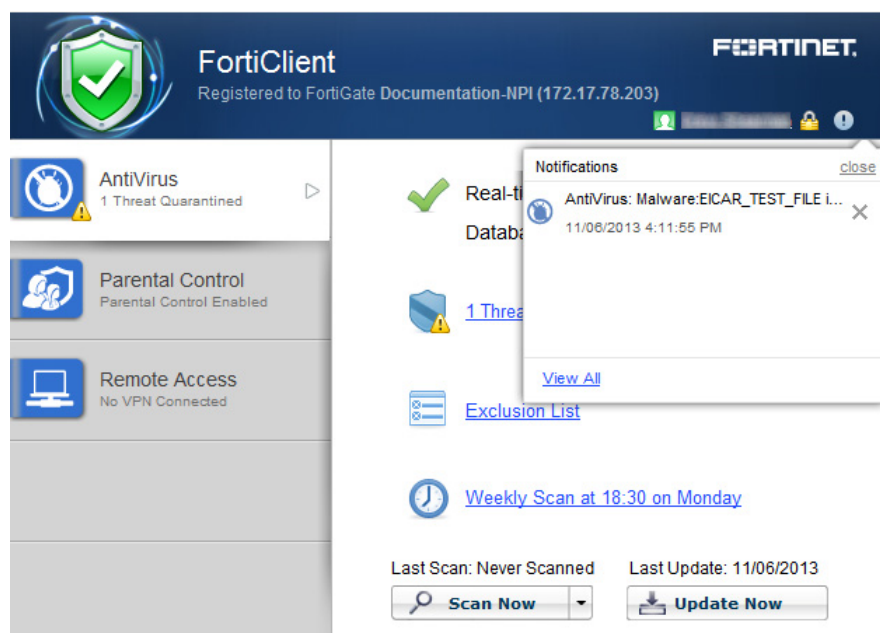 FortiClient
FORTINET
Registered to FortiGate Documentation-NPI (172.17.78.203)
AntiVirus
1 Threat Quarantined
Parental Control
Parental Control Enabled
Remote Access
No VPN Connected
Notifications
close
AntiVirus: Malware:EICAR_TEST_FILE i...
11/06/2013 4:11:55 PM
View All
Real-ti
Databa
1 Threa
Exclusion List
Weekly Scan at 18:30 on Monday
Last Scan: Never Scanned
Last Update: 11/06/2013
Scan Now
Update Now